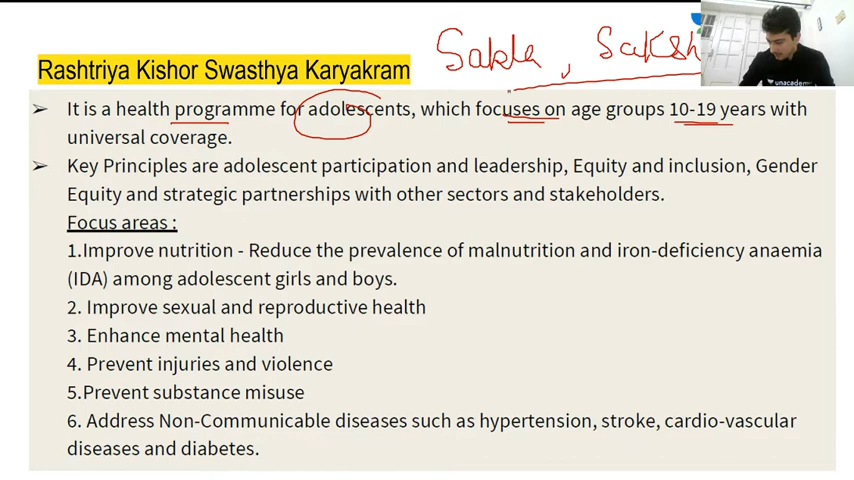 Sakla, Saksh
Rashtriya Kishor Swasthya Karyakram
unacademy
➢ It is a health programme for adolescents, which focuses on age groups 10-19 years with
universal coverage.
➢ Key Principles are adolescent participation and leadership, Equity and inclusion, Gender
Equity and strategic partnerships with other sectors and stakeholders.
Focus areas :
1.Improve nutrition - Reduce the prevalence of malnutrition and iron-deficiency anaemia
(IDA) among adolescent girls and boys.
2. Improve sexual and reproductive health
3. Enhance mental health
4. Prevent injuries and violence
5.Prevent substance misuse
6. Address Non-Communicable diseases such as hypertension, stroke, cardio-vascular
diseases and diabetes.